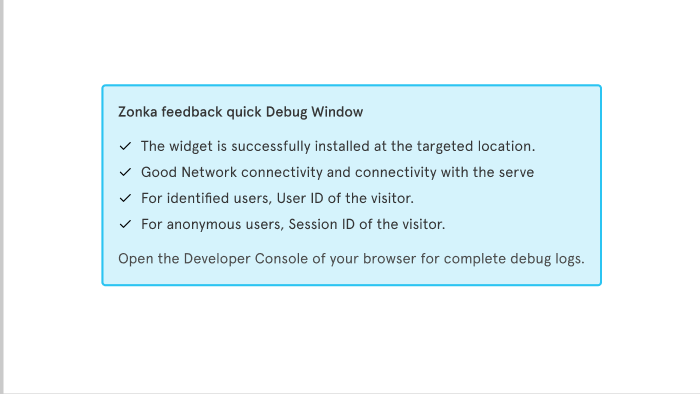 Zonka feedback quick Debug Window
The widget is successfully installed at the targeted location.
Good Network connectivity and connectivity with the serve
For identified users, User ID of the visitor.
For anonymous users, Session ID of the visitor.
Open the Developer Console of your browser for complete debug logs.